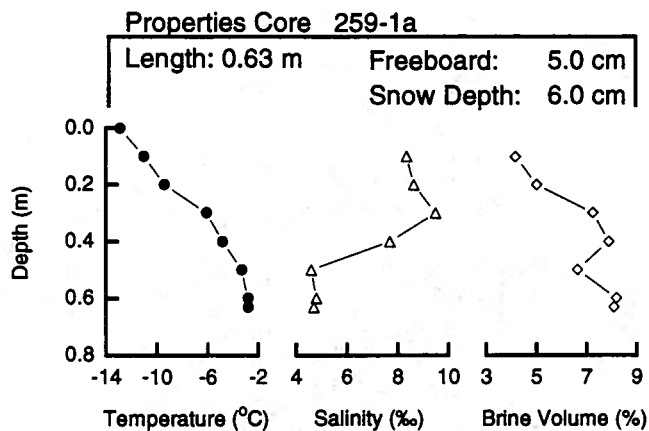 Properties Core 259-1a
Length: 0.63 m Freeboard: 5.0 cm
Snow Depth: 6.0 cm
0.0
0.2
0.4
0.6
0.8
Depth (m)
-14 -10 -6 -2 4 6 8 10 3 5 7 9
Temperature (°C) Salinity (‰) Brine Volume (%)